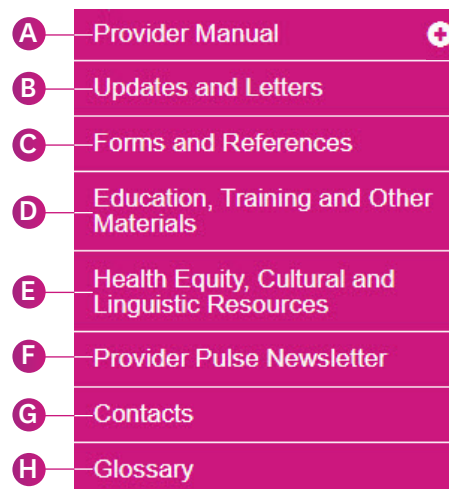 A Provider Manual
B Updates and Letters
C Forms and References
D Education, Training and Other
Materials
E Health Equity, Cultural and
Linguistic Resources
F Provider Pulse Newsletter
G Contacts
H Glossary